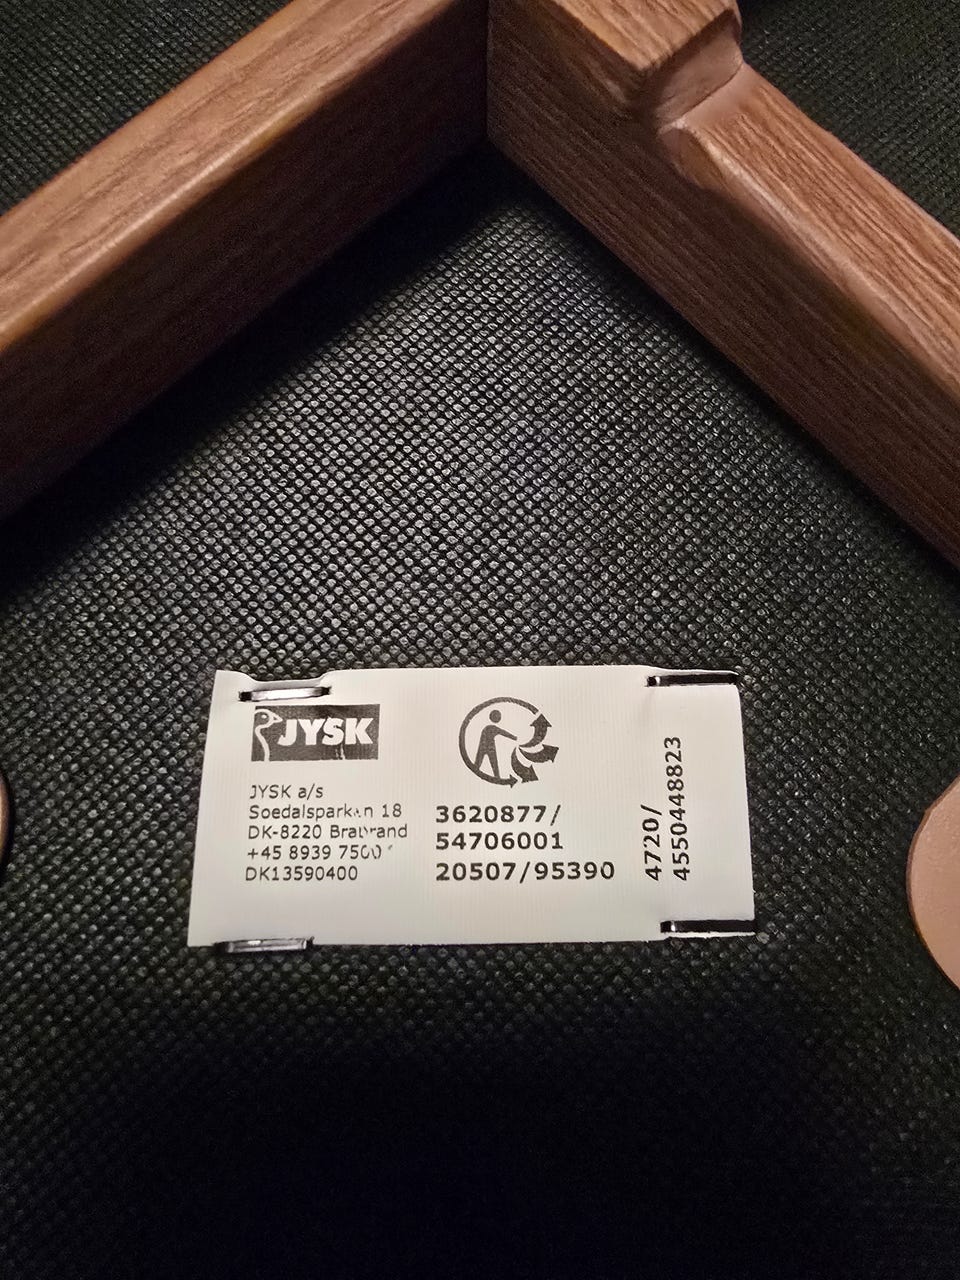 JYSK
JYSK a/s
Soedalsparken 18
DK-8220 Brabrand
+45 8939 7500
DK13590400
3620877/
54706001
20507/95390
4720/
4550448823